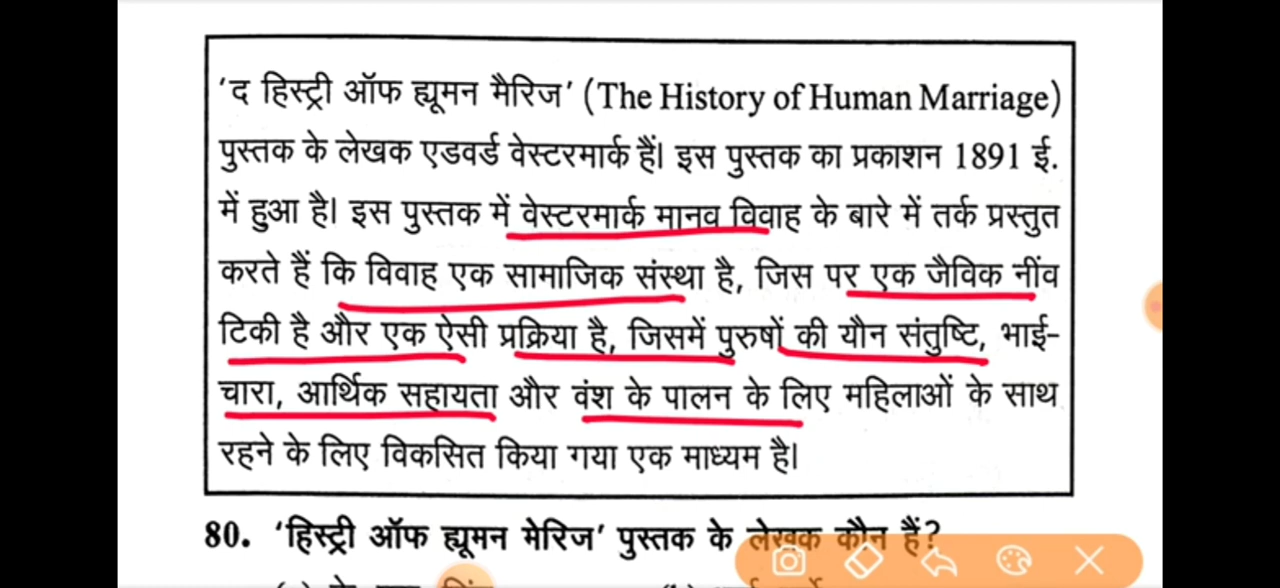 ‘द हिस्ट्री ऑफ ह्यूमन मैरिज’ (The History of Human Marriage)
पुस्तक के लेखक एडवर्ड वेस्टरमार्क हैं। इस पुस्तक का प्रकाशन 1891 ई.
में हुआ है। इस पुस्तक में वेस्टरमार्क मानव विवाह के बारे में तर्क प्रस्तुत
करते हैं कि विवाह एक सामाजिक संस्था है, जिस पर एक जैविक नींव
टिकी है और एक ऐसी प्रक्रिया है, जिसमें पुरुषों की यौन संतुष्टि, भाई-
चारा, आर्थिक सहायता और वंश के पालन के लिए महिलाओं के साथ
रहने के लिए विकसित किया गया एक माध्यम है।
80. ‘हिस्ट्री ऑफ ह्यूमन मेरिज’ पुस्तक के लेखक कौन हैं?